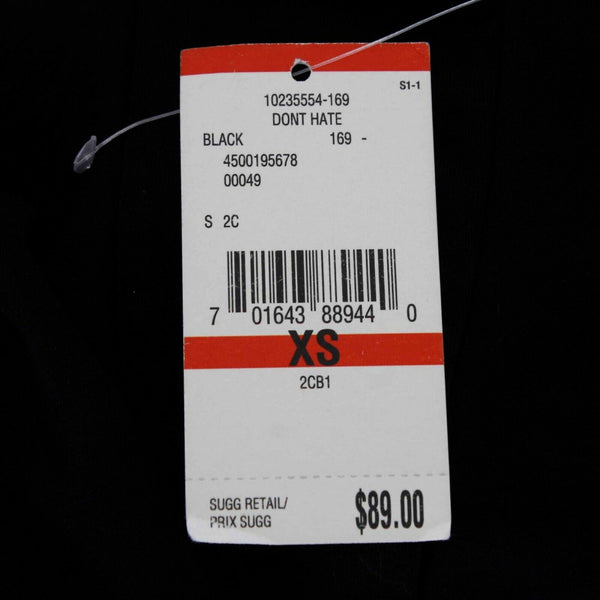 S1-1
10235554-169
DONT HATE
BLACK 169 -
4500195678
00049
S 2C
7 01643 88944 0
XS
2CB1
SUGG RETAIL/
PRIX SUGG
$89.00